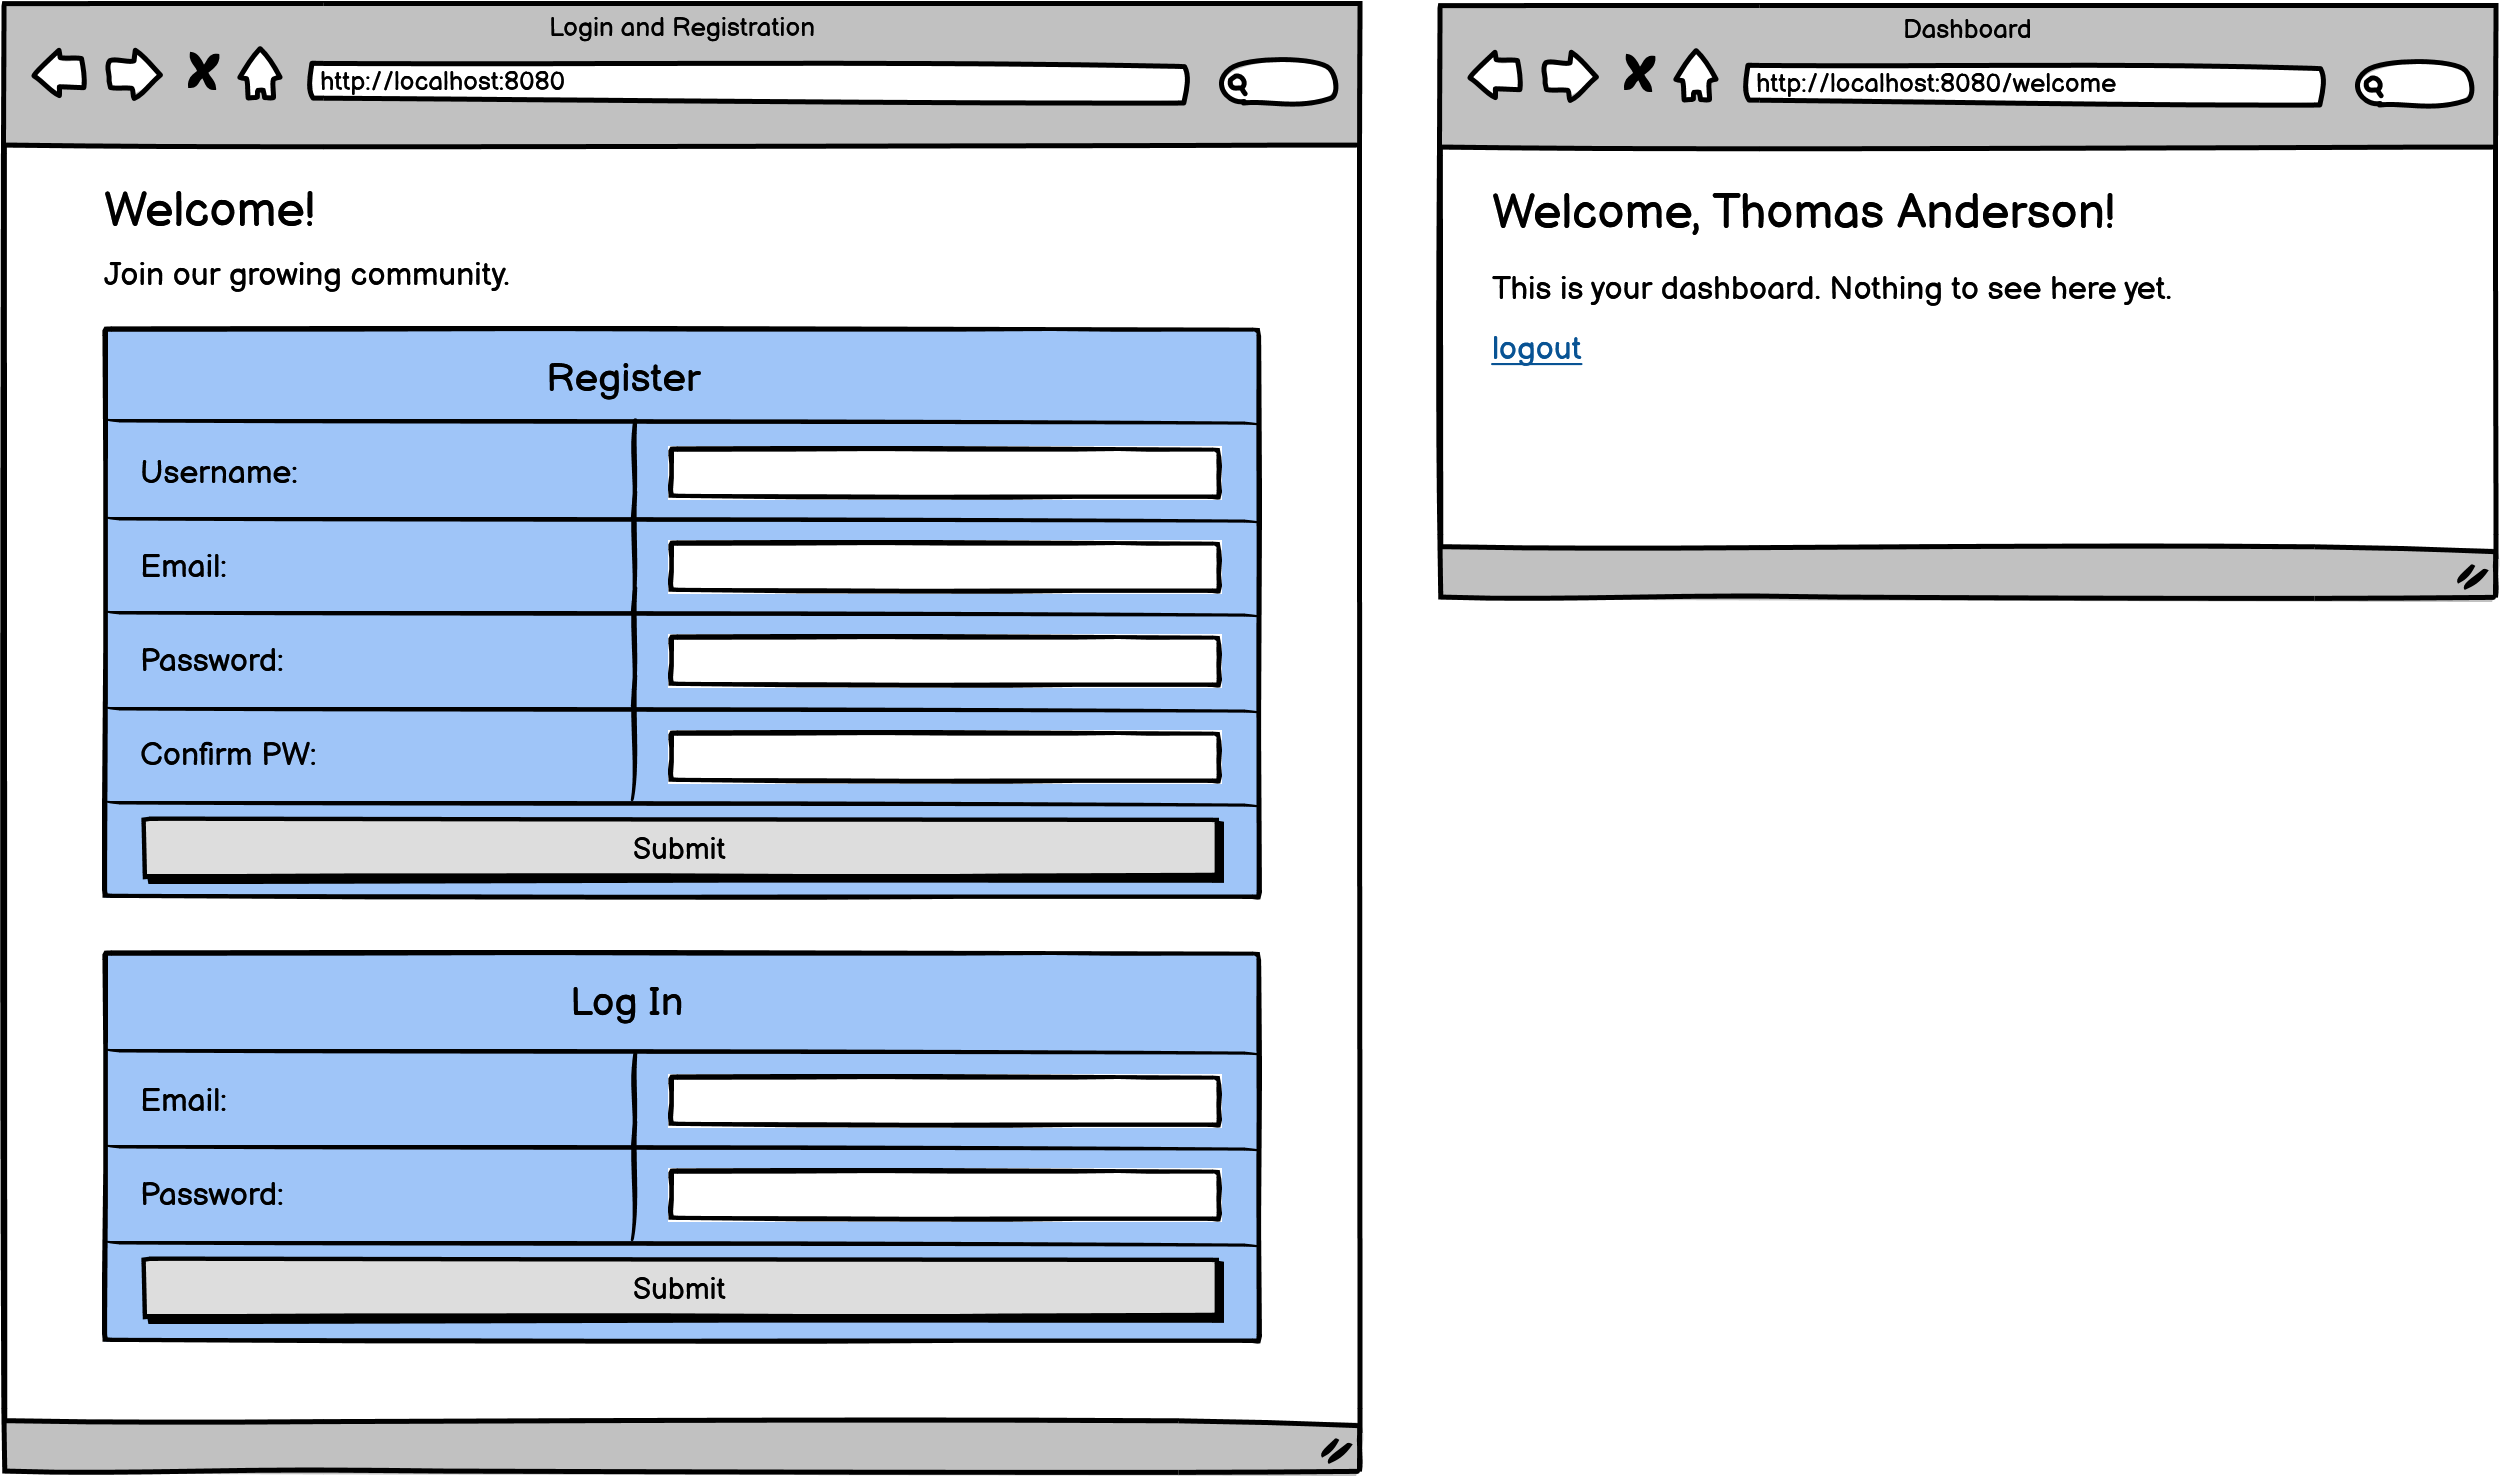 Login and Registration
http://localhost:8080
Welcome!
Join our growing community.
Register
Username:
Email:
Password:
Confirm PW:
Submit
Log In
Email:
Password:
Submit
Dashboard
http://localhost:8080/welcome
Welcome, Thomas Anderson!
This is your dashboard. Nothing to see here yet.
logout